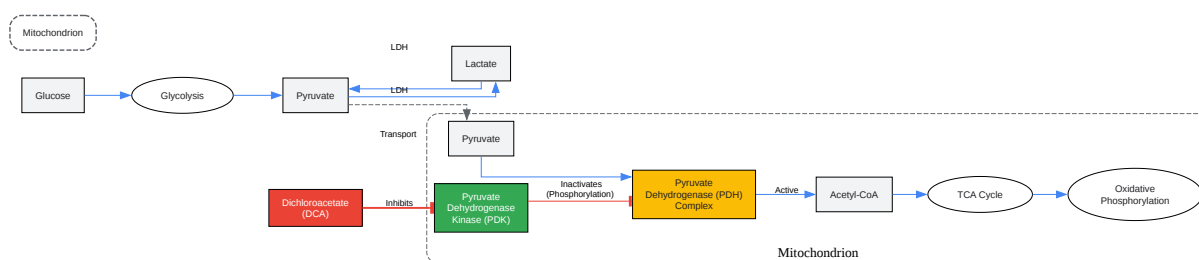 Mitochondrion
LDH
Lactate
Glucose
Glycolysis
Pyruvate
LDH
Transport
Pyruvate
Dichloroacetate
(DCA)
Inhibits
Pyruvate
Dehydrogenase
Kinase (PDK)
Inactivates
(Phosphorylation)
Pyruvate
Dehydrogenase (PDH)
Complex
Active
Acetyl-CoA
TCA Cycle
Oxidative
Phosphorylation
Mitochondrion